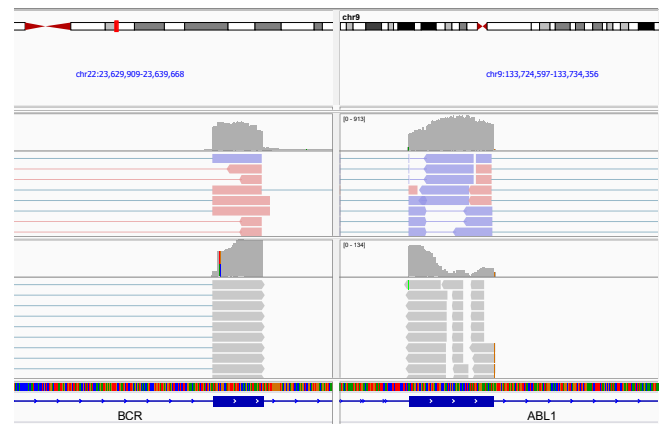 chr9
chr22:23,629,909-23,639,668
chr9:133,724,597-133,734,356
[0 - 913]
[0 - 134]
BCR
ABL1